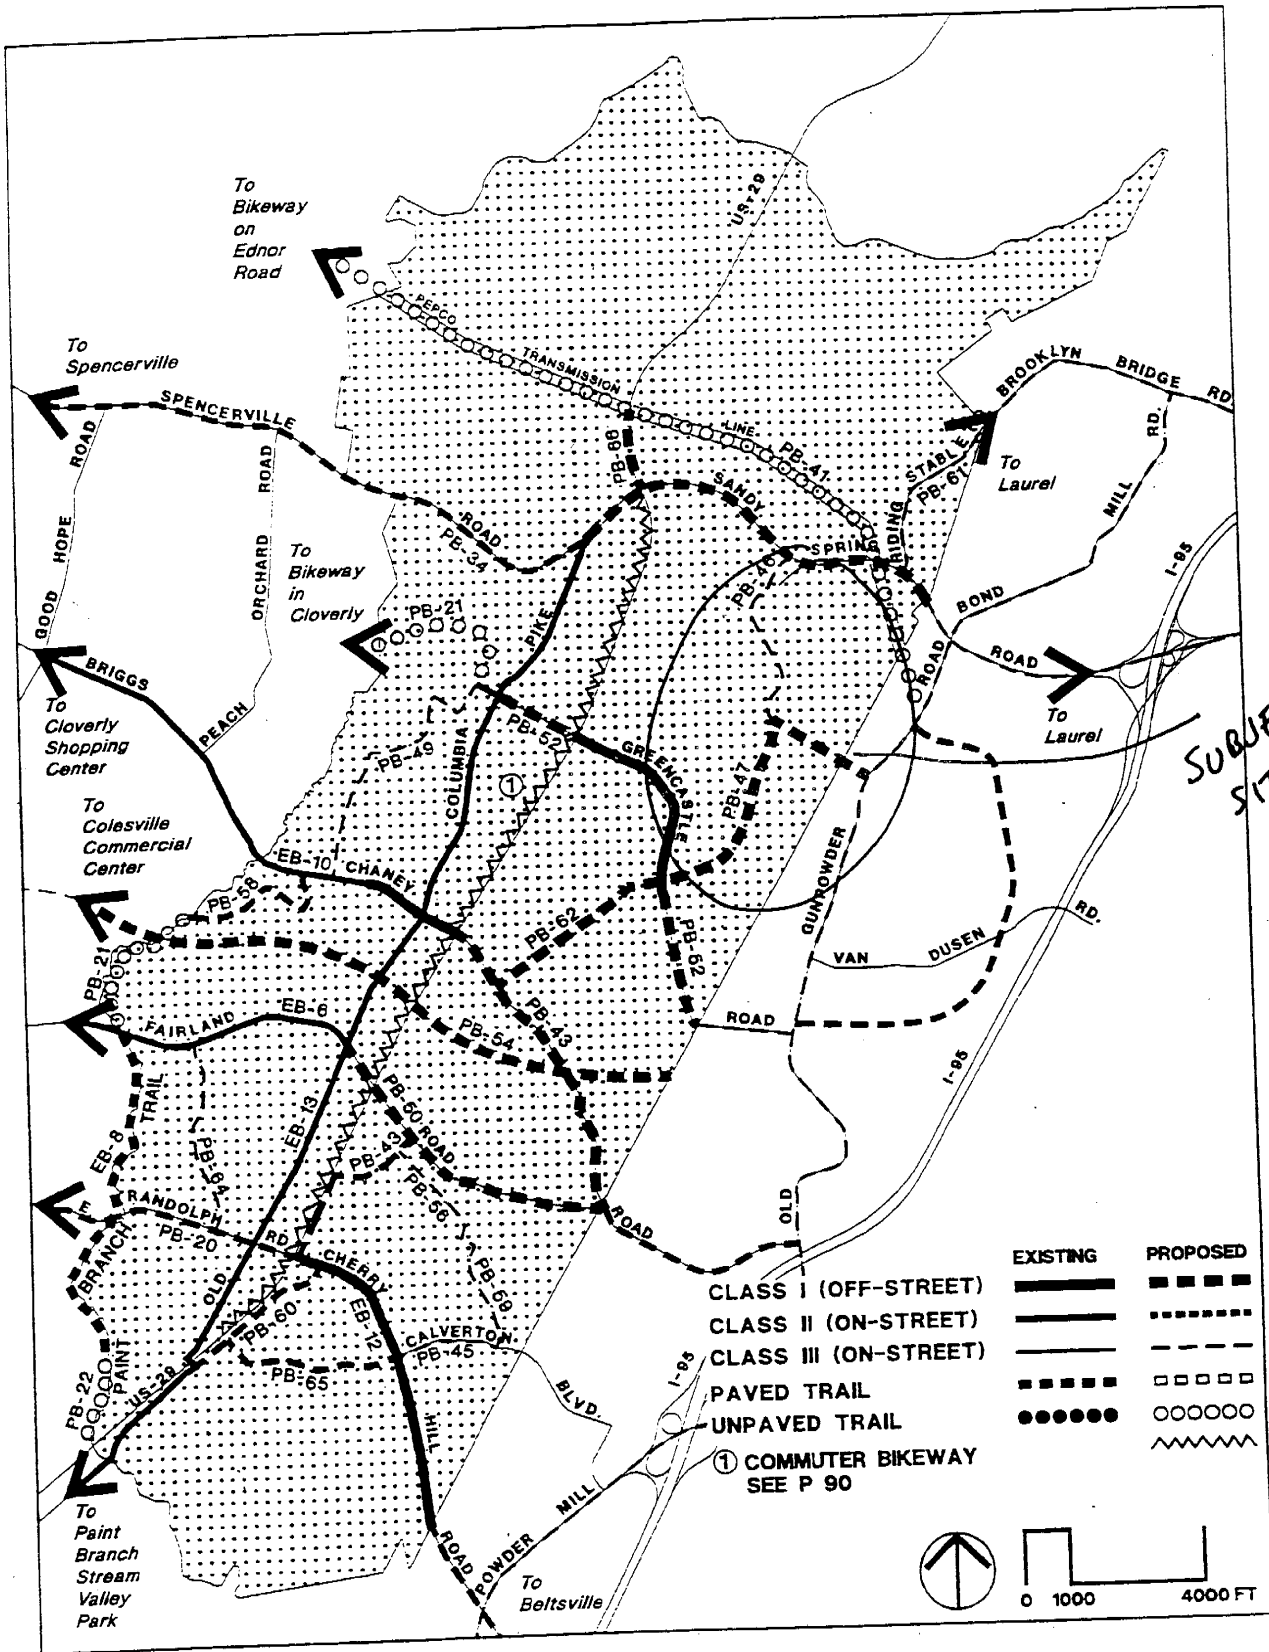 To
Bikeway
on
Ednor
Road
US-29
PEPCO
TRANSMISSION
LINE
PB-41
To
Spencerville
SPENCERVILLE
ROAD
PB-34
PB-66
SANDY
SPRING
ROAD
BROOKLYN
BRIDGE
RD.
STABLE
PB-61
RIDING
To
Laurel
MILL
RD.
BOND
ROAD
I-95
GOOD HOPE
ROAD
ORCHARD
ROAD
PEACH
To
Bikeway
in
Cloverly
PB-21
PIKE
PB-46
BRIGGS
To
Cloverly
Shopping
Center
PB-49
COLUMBIA
PB-52
GREENCASTLE
PB-47
1
To
Laurel
To
Colesville
Commercial
Center
EB-10
CHANEY
PB-58
PB-62
PB-52
GUNPOWDER
VAN
DUSEN
RD.
PB-21
FAIRLAND
EB-6
PB-54
PB-43
ROAD
I-95
TRAIL
EB-8
PB-64
EB-13
PB-50
ROAD
PB-43
PB-56
ROAD
OLD
E
RANDOLPH
RD
PB-20
BRANCH
OLD
CHERRY
PB-60
EB-12
PB-59
CALVERTON
PB-45
BLVD.
PB-65
PAINT
US-29
PB-22
HILL
ROAD
I-95
POWDER
MILL
To
Paint
Branch
Stream
Valley
Park
To
Beltsville
EXISTING PROPOSED
CLASS I (OFF-STREET)
CLASS II (ON-STREET)
CLASS III (ON-STREET)
PAVED TRAIL
UNPAVED TRAIL
1 COMMUTER BIKEWAY
SEE P 90
0 1000 4000 FT